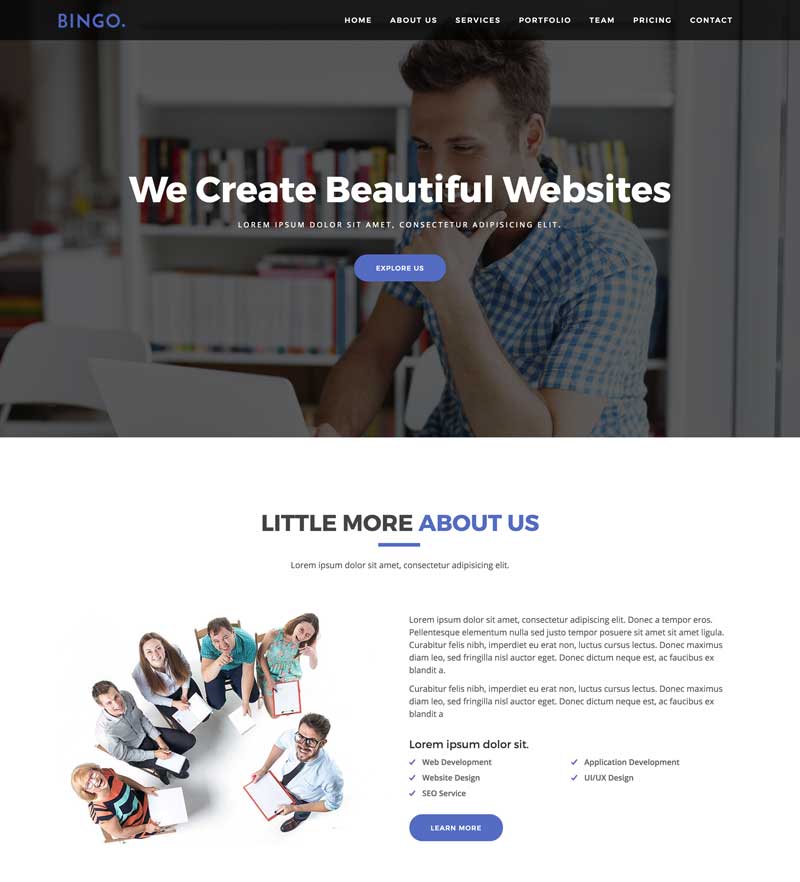 BINGO.
HOME ABOUT US SERVICES PORTFOLIO TEAM PRICING CONTACT
We Create Beautiful Websites
LOREM IPSUM DOLOR SIT AMET, CONSECTETUR ADIPISICING ELIT.
EXPLORE US
LITTLE MORE ABOUT US
Lorem ipsum dolor sit amet, consectetur adipisicing elit.
Lorem ipsum dolor sit amet, consectetur adipiscing elit. Donec a tempor eros.
Pellentesque elementum nulla sed justo tempor posuere sit amet sit amet ligula.
Curabitur felis nibh, imperdiet eu erat non, luctus cursus lectus. Donec maximus
diam leo, sed fringilla nisl auctor eget. Donec dictum neque est, ac faucibus ex
blandit a.
Curabitur felis nibh, imperdiet eu erat non, luctus cursus lectus. Donec maximus
diam leo, sed fringilla nisl auctor eget. Donec dictum neque est, ac faucibus ex
blandit a
Lorem ipsum dolor sit.
Web Development
Website Design
SEO Service
Application Development
UI/UX Design
LEARN MORE